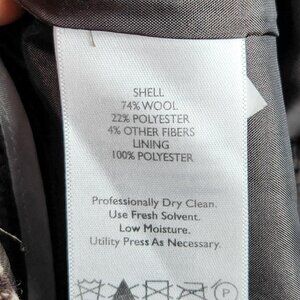 SHELL
74% WOOL
22% POLYESTER
4% OTHER FIBERS
LINING
100% POLYESTER
Professionally Dry Clean.
Use Fresh Solvent.
Low Moisture.
Utility Press As Necessary.
P